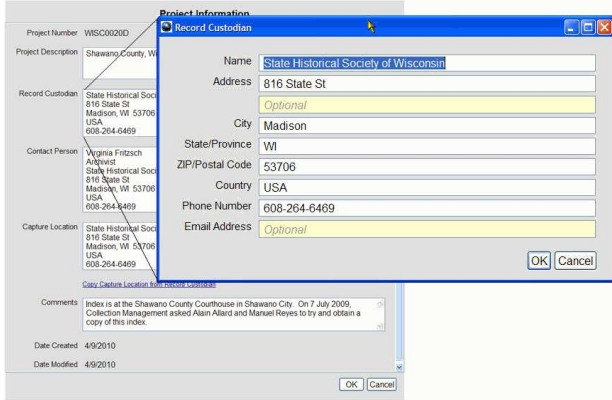 Project Information
Project Number WISC0020D
Project Description Shawano County, Wi
Record Custodian State Historical Soci
816 State St
Madison, WI 53706
USA
608-264-6469
Contact Person Virginia Fritzsch
Archivist
State Historical Soci
816 State St
Madison, WI 53706
USA
608-264-6469
Capture Location State Historical Soci
816 State St
Madison, WI 53706
USA
608-264-6469
Copy Capture Location from Record Custodian
Comments Index is at the Shawano County Courthouse in Shawano City. On 7 July 2009,
Collection Management asked Alain Allard and Manuel Reyes to try and obtain a
copy of this index.
Date Created 4/9/2010
Date Modified 4/9/2010
OK Cancel
Record Custodian
Name State Historical Society of Wisconsin
Address 816 State St
Optional
City Madison
State/Province WI
ZIP/Postal Code 53706
Country USA
Phone Number 608-264-6469
Email Address Optional
OK Cancel